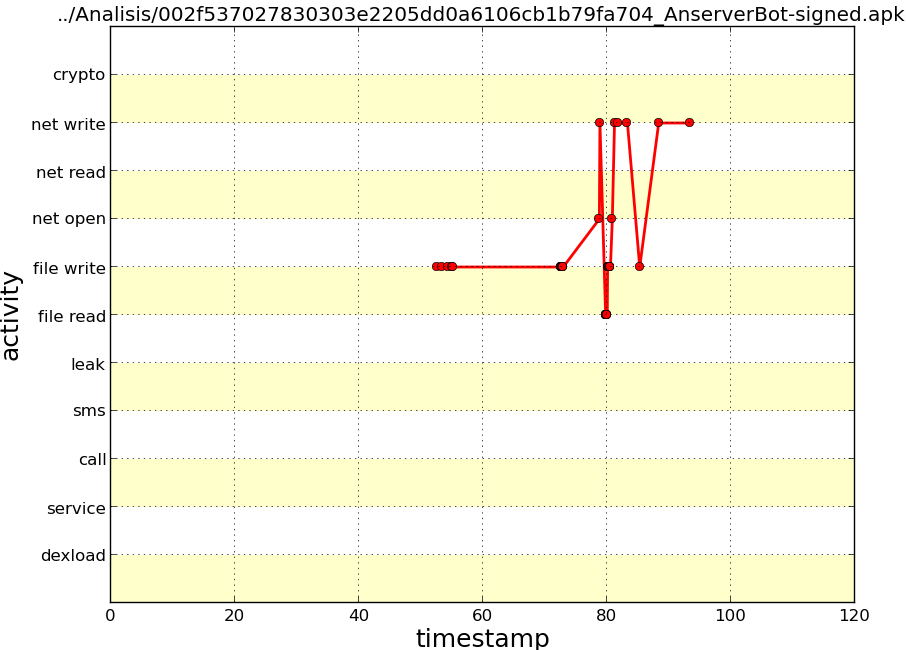 ../Analisis/002f537027830303e2205dd0a6106cb1b79fa704_AnserverBot-signed.apk
crypto
net write
net read
net open
file write
file read
leak
sms
call
service
dexload
activity
0 20 40 60 80 100 120
timestamp